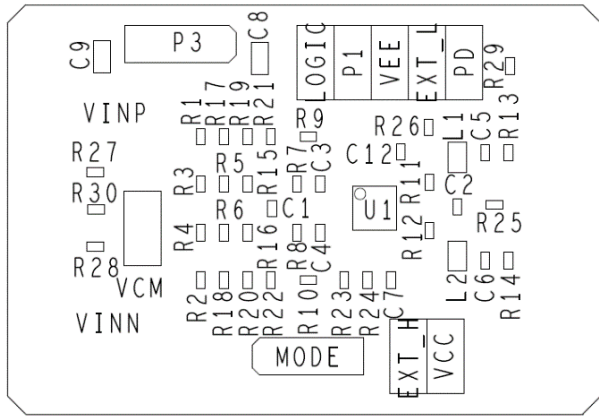 C9
P3
C8
LOGIC
P1
VEE
EXT_L
PD
R29
VINP
R1
R17
R19
R21
R9
R26
L1
C5
R13
R27
R3
R5
R15
R7
C3
C12
R11
C2
R30
R6
C1
U1
R25
R28
R4
R16
R8
C4
R12
VCM
R2
R18
R20
R22
R10
R23
R24
C7
L2
C6
R14
VINN
MODE
EXT_H
VCC